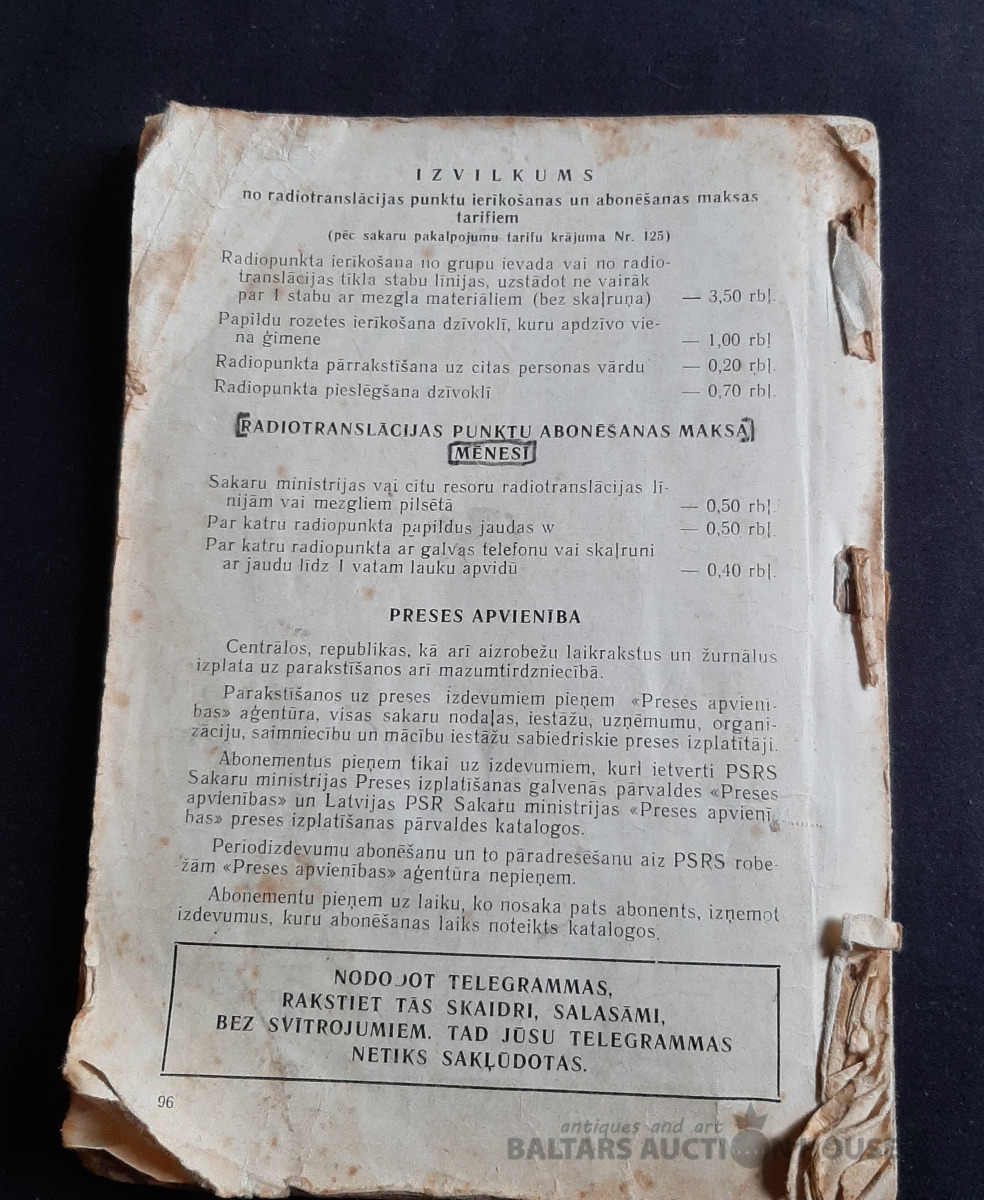 IZVILKUMS
no radiotranslācijas punktu ierīkošanas un abonēšanas maksas
tarifiem
(pēc sakaru pakalpojumu tarifu krājuma Nr. 125)
Radiopunkta ierīkošana no grupu ievada vai no radio-
translācijas tīkla stabu līnijas, uzstādot ne vairāk
par 1 stabu ar mezgla materiāliem (bez skaļruņa) — 3,50 rbļ.
Papildu rozetes ierīkošana dzīvoklī, kuru apdzīvo vie-
na ģimene — 1,00 rbļ
Radiopunkta pārrakstīšana uz citas personas vārdu — 0,20 rbļ.
Radiopunkta pieslēgšana dzīvoklī — 0,70 rbļ.
RADIOTRANSLĀCIJAS PUNKTU ABONĒŠANAS MAKSA
MĒNESĪ
Sakaru ministrijas vai citu resoru radiotranslācijas lī-
nijām vai mezgliem pilsētā — 0,50 rbļ.
Par katru radiopunkta papildus jaudas w — 0,50 rbļ.
Par katru radiopunkta ar galvas telefonu vai skaļruni
ar jaudu līdz 1 vatam lauku apvidū — 0,40 rbļ.
PRESES APVIENĪBA
Centrālos, republikas, kā arī aizrobežu laikrakstus un žurnālus
izplata uz parakstīšanos arī mazumtirdzniecībā.
Parakstīšanos uz preses izdevumiem pieņem «Preses apvieni-
bas» aģentūra, visas sakaru nodaļas, iestāžu, uzņēmumu, organi-
zāciju, saimniecību un mācību iestāžu sabiedriskie preses izplatītāji.
Abonementus pieņem tikai uz izdevumiem, kuri ietverti PSRS
Sakaru ministrijas Preses izplatīšanas galvenās pārvaldes «Preses
apvienības» un Latvijas PSR Sakaru ministrijas «Preses apvienī-
bas» preses izplatīšanas pārvaldes katalogos.
Periodizdevumu abonēšanu un to pāradresēšanu aiz PSRS robe-
žām «Preses apvienības» aģentūra nepieņem.
Abonementu pieņem uz laiku, ko nosaka pats abonents, izņemot
izdevumus, kuru abonēšanas laiks noteikts katalogos.
NODODOT TELEGRAMMAS,
RAKSTIET TĀS SKAIDRI, SALASĀMI,
BEZ SVĪTROJUMIEM. TAD JŪSU TELEGRAMMAS
NETIKS SAKĻŪDOTAS.
96
antiques and art
BALTARS AUCTION HOUSE